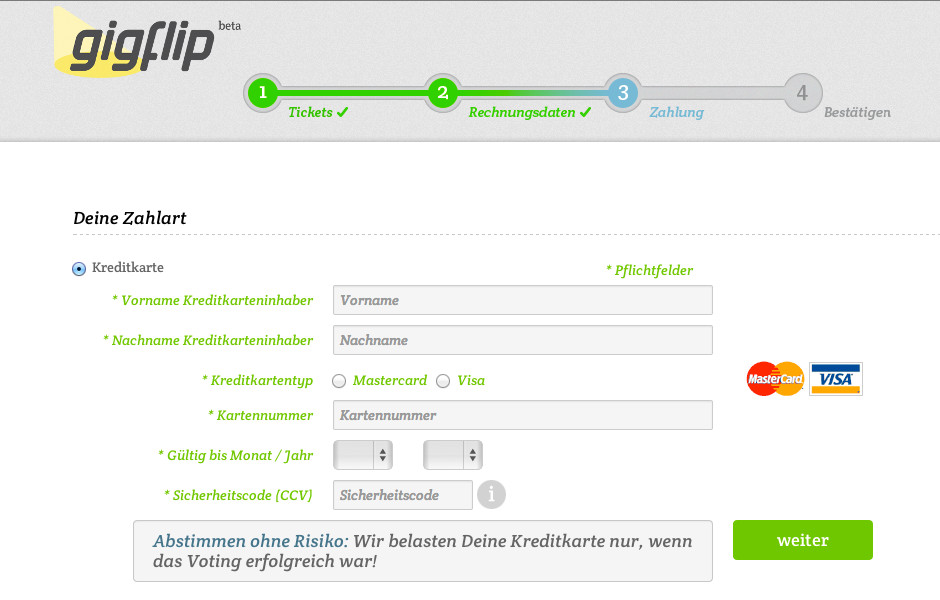 gigflip beta
1 2 3 4
Tickets ✓ Rechnungsdaten ✓ Zahlung Bestätigen
Deine Zahlart
Kreditkarte * Pflichtfelder
* Vorname Kreditkarteninhaber Vorname
* Nachname Kreditkarteninhaber Nachname
* Kreditkartentyp Mastercard Visa MasterCard VISA
* Kartennummer Kartennummer
* Gültig bis Monat / Jahr
* Sicherheitscode (CCV) Sicherheitscode i
Abstimmen ohne Risiko: Wir belasten Deine Kreditkarte nur, wenn
das Voting erfolgreich war!
weiter